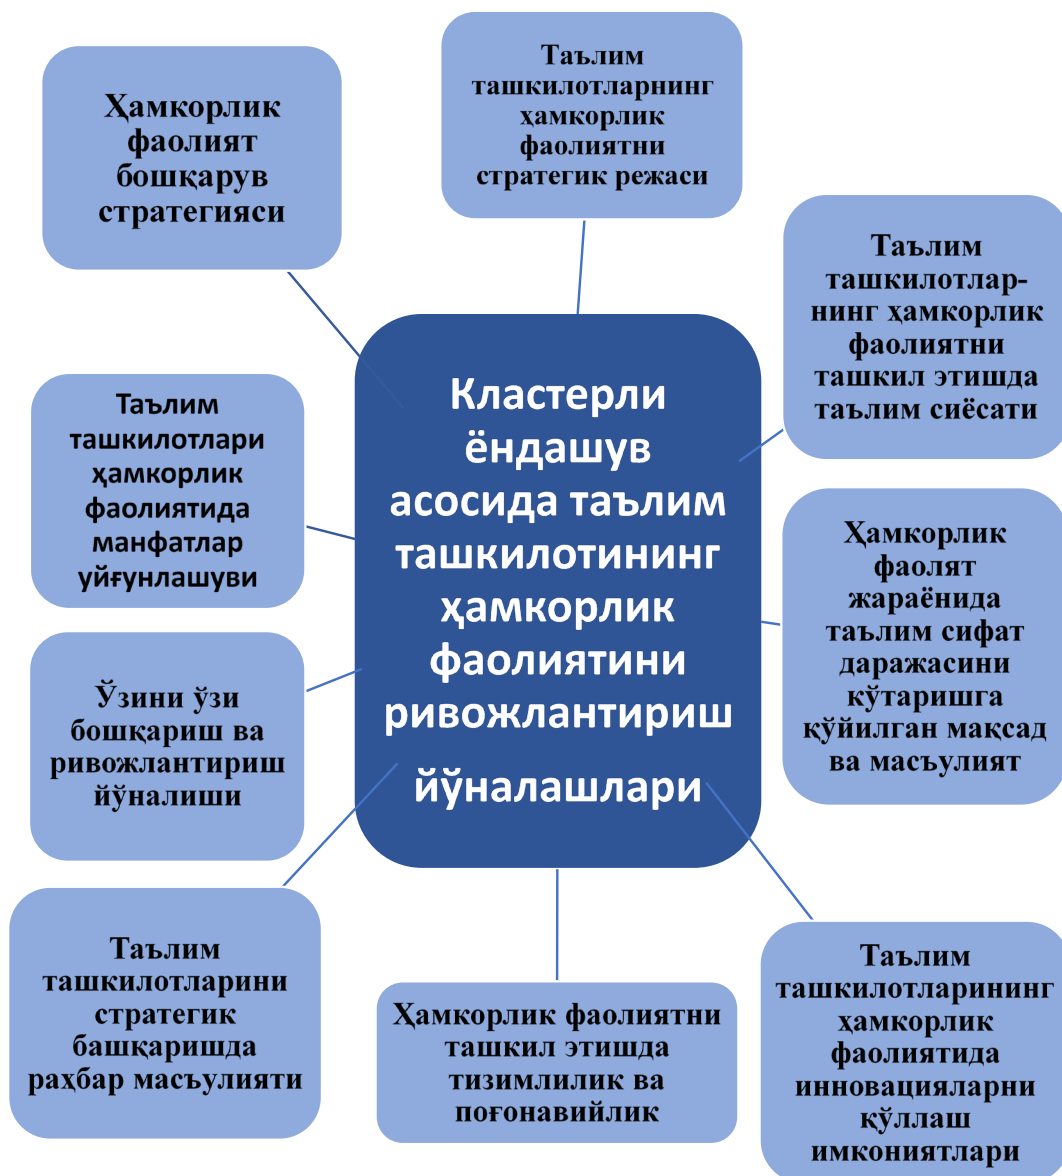 Ҳамкорлик
фаолият
бошқарув
стратегияси
Таълим
ташкилотларнинг
ҳамкорлик
фаолиятни
стратегик режаси
Таълим
ташкилотлар-
нинг ҳамкорлик
фаолиятни
ташкил этишда
таълим сиёсати
Таълим
ташкилотлари
ҳамкорлик
фаолиятида
манфатлар
уйғунлашуви
Кластерли
ёндашув
асосида таълим
ташкилотининг
ҳамкорлик
фаолиятини
ривожлантириш
йўналашлари
Ҳамкорлик
фаолят
жараёнида
таълим сифат
даражасини
кўтаришга
қўйилган мақсад
ва масъулият
Ўзини ўзи
бошқариш ва
ривожлантириш
йўналиши
Таълим
ташкилотларини
стратегик
башқаришда
раҳбар масъулияти
Ҳамкорлик фаолиятни
ташкил этишда
тизимлилик ва
поғонавийлик
Таълим
ташкилотларининг
ҳамкорлик
фаолиятида
инновацияларни
қўллаш
имкониятлари